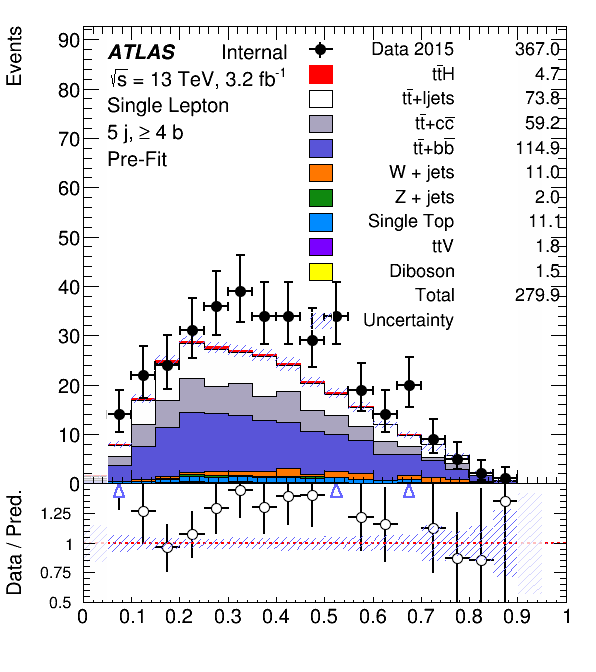 Events
90
80
70
60
50
40
30
20
10
0
ATLAS Internal
√s = 13 TeV, 3.2 fb⁻¹
Single Lepton
5 j, ≥ 4 b
Pre-Fit
Data 2015 367.0
tt̄H 4.7
tt̄+ljets 73.8
tt̄+cc̄ 59.2
tt̄+bb̄ 114.9
W + jets 11.0
Z + jets 2.0
Single Top 11.1
ttV 1.8
Diboson 1.5
Total 279.9
Uncertainty
Data / Pred.
1.25
1
0.75
0.5
0 0.1 0.2 0.3 0.4 0.5 0.6 0.7 0.8 0.9 1